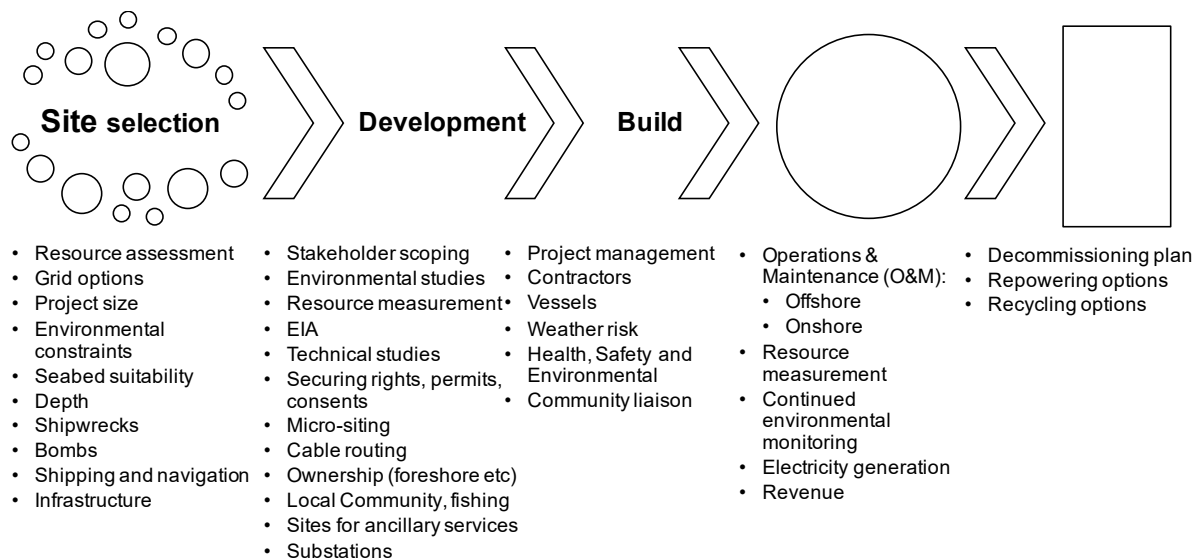 Site selection
Development
Build
• Resource assessment
• Grid options
• Project size
• Environmental
constraints
• Seabed suitability
• Depth
• Shipwrecks
• Bombs
• Shipping and navigation
• Infrastructure
• Stakeholder scoping
• Environmental studies
• Resource measurement
• EIA
• Technical studies
• Securing rights, permits,
consents
• Micro-siting
• Cable routing
• Ownership (foreshore etc)
• Local Community, fishing
• Sites for ancillary services
• Substations
• Project management
• Contractors
• Vessels
• Weather risk
• Health, Safety and
Environmental
• Community liaison
• Operations &
Maintenance (O&M):
• Offshore
• Onshore
• Resource
measurement
• Continued
environmental
monitoring
• Electricity generation
• Revenue
• Decommissioning plan
• Repowering options
• Recycling options